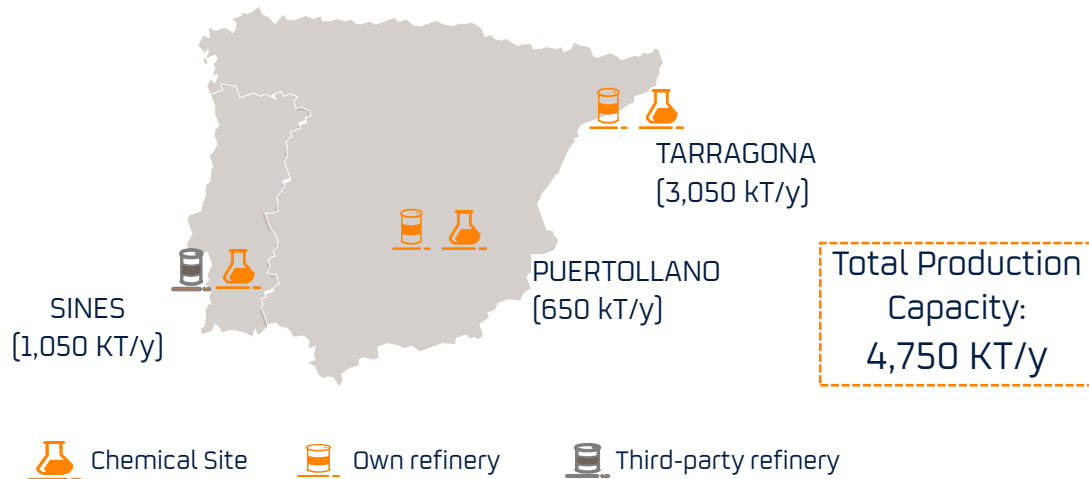 TARRAGONA
(3,050 KT/y)
PUERTOLLANO
(650 kT/y)
SINES
(1,050 KT/y)
Total Production
Capacity:
4,750 KT/y
Chemical Site
Own refinery
Third-party refinery